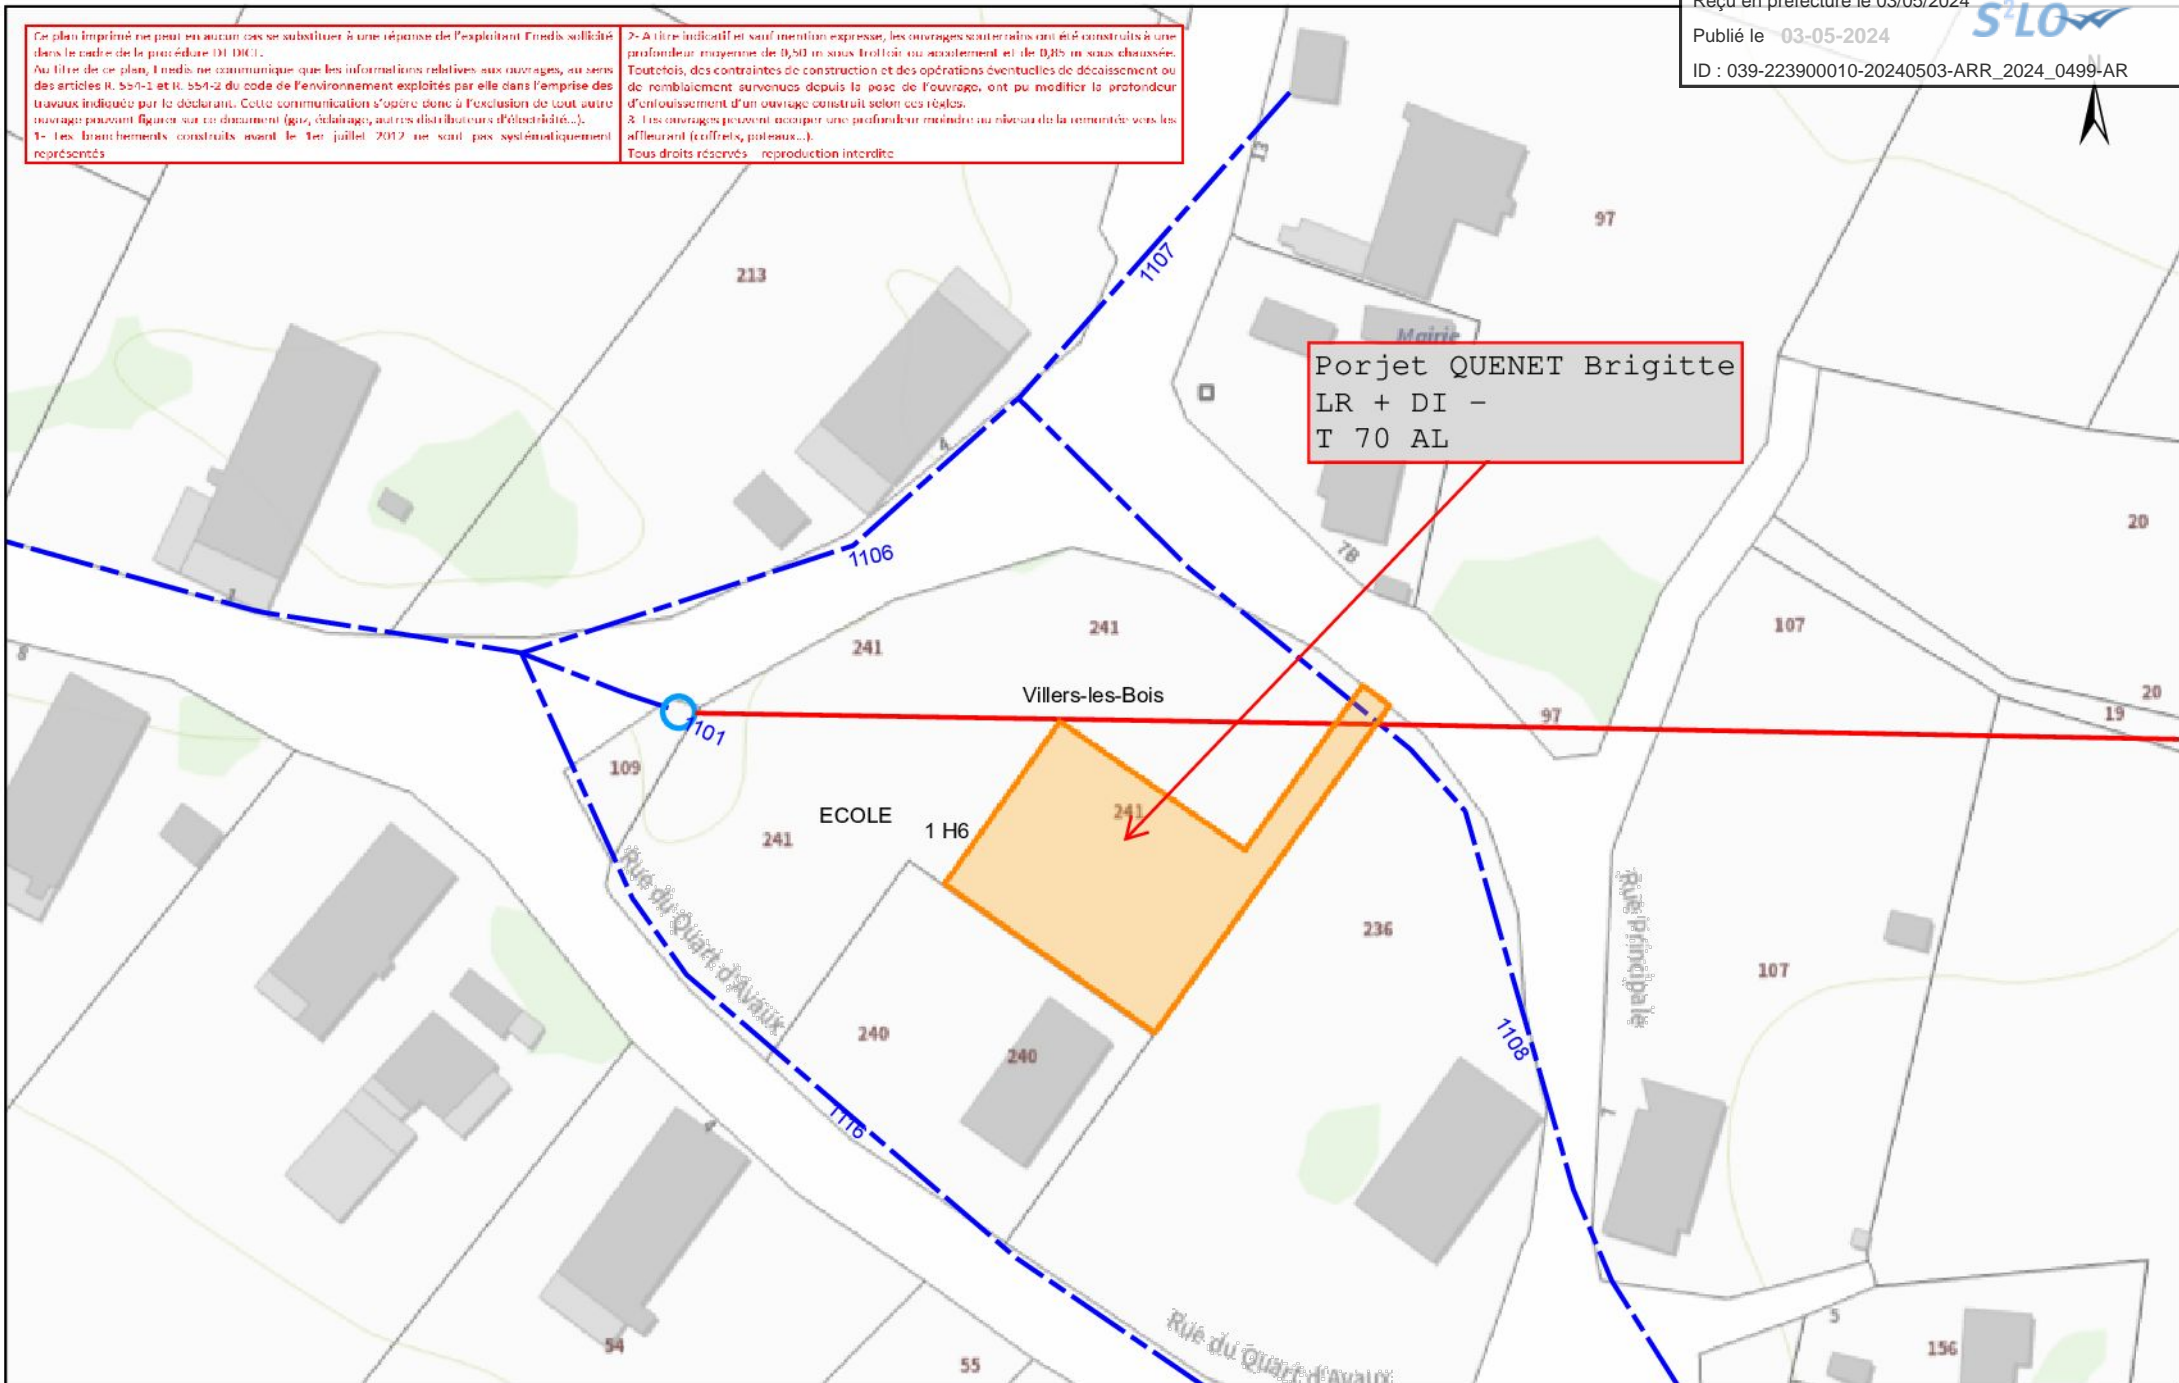 Reçu en préfecture le 03/05/2024
Publié le 03-05-2024
S²LO
ID : 039-223900010-20240503-ARR_2024_0499-AR
N
Ce plan imprimé ne peut en aucun cas se substituer à une réponse de l'exploitant Enedis sollicité
dans le cadre de la procédure DT DICT.
Au titre de ce plan, Enedis ne communique que les informations relatives aux ouvrages, au sens
des articles R. 554-1 et R. 554-2 du code de l'environnement exploités par elle dans l'emprise des
travaux indiquée par le déclarant. Cette communication s'opère donc à l'exclusion de tout autre
ouvrage pouvant figurer sur ce document (gaz, éclairage, autres distributeurs d'électricité...).
1- Les branchements construits avant le 1er juillet 2012 ne sont pas systématiquement
représentés
2- A titre indicatif et sauf mention expresse, les ouvrages souterrains ont été construits à une
profondeur moyenne de 0,50 m sous trottoir ou accotement et de 0,85 m sous chaussée.
Toutefois, des contraintes de construction et des opérations éventuelles de décaissement ou
de remblaiement survenues depuis la pose de l'ouvrage, ont pu modifier la profondeur
d'enfouissement d'un ouvrage construit selon ces règles.
3- Les ouvrages peuvent occuper une profondeur moindre au niveau de la remontée vers les
affleurant (coffrets, poteaux...).
Tous droits réservés reproduction interdite
13
97
213
1107
Mairie
Porjet QUENET Brigitte
LR + DI -
T 70 AL
4
20
1106
7B
107
241
241
8
Villers-les-Bois
20
19
97
1101
109
241
ECOLE
1 H6
241
Rue du Quart d'Avaux
236
Rue Principale
107
240
240
1108
1116
4
1
5
54
55
Rue du Quart d'Avaux
156